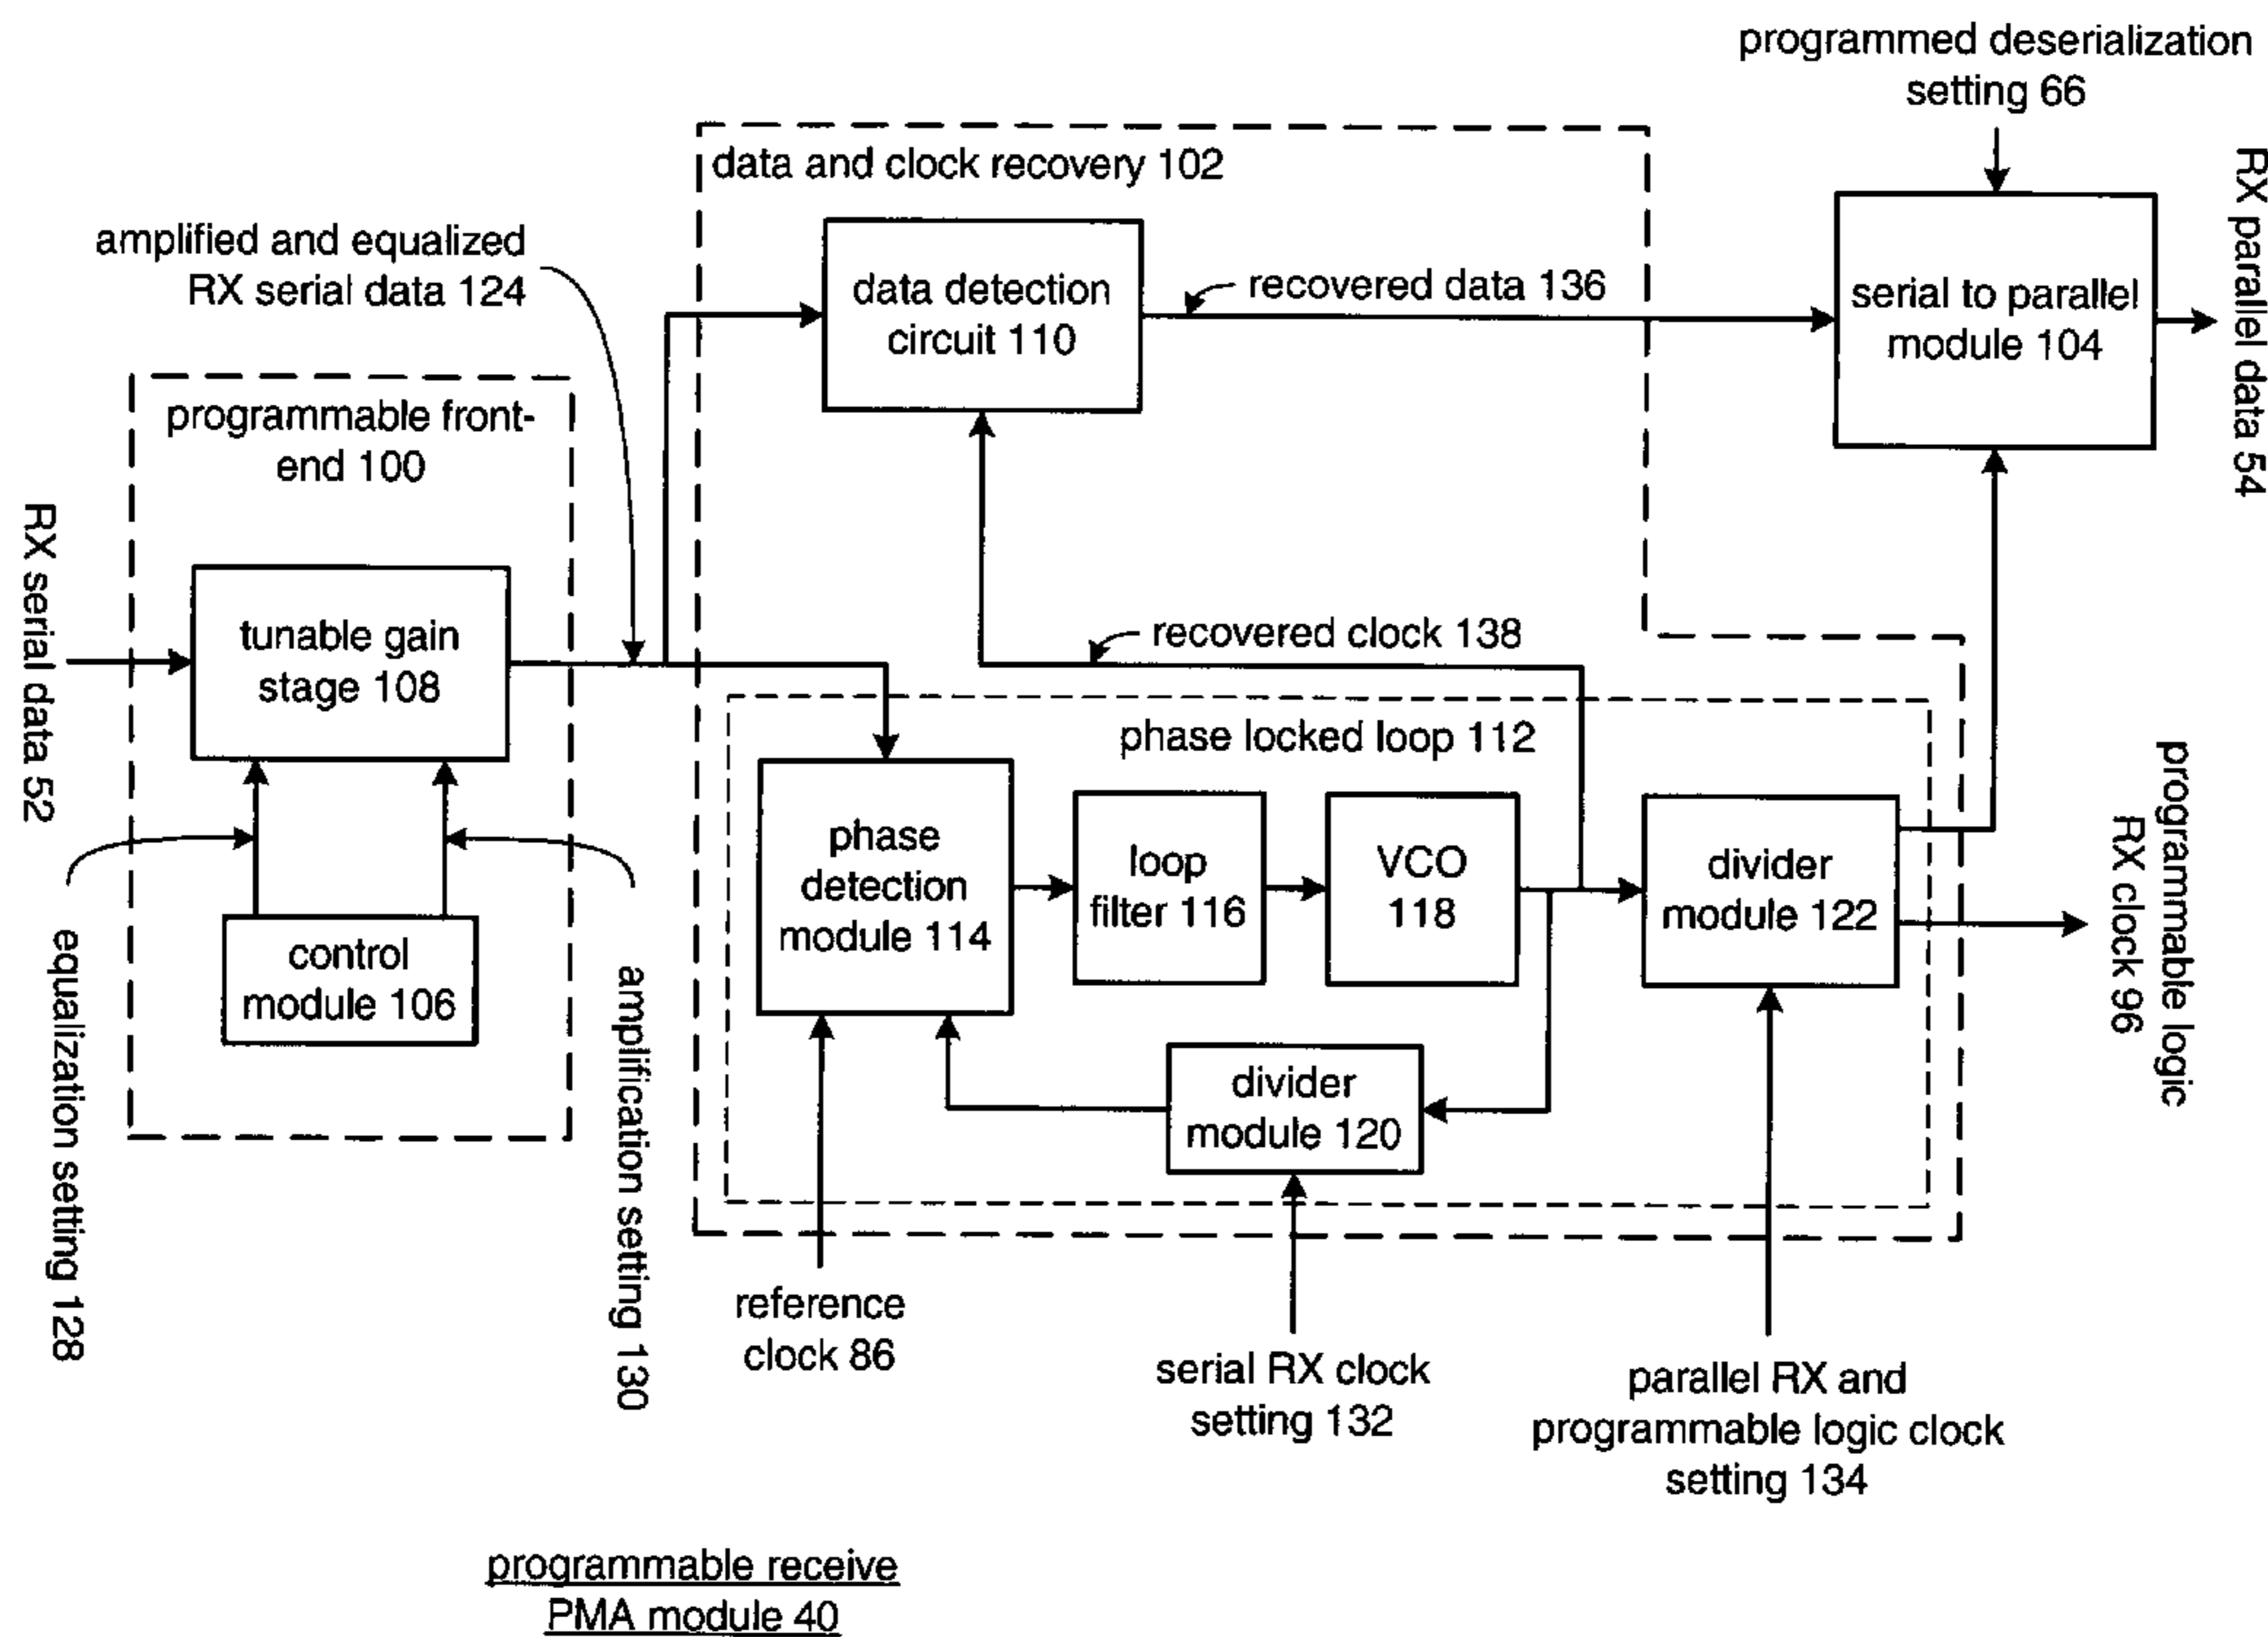 programmed deserialization
setting 66
data and clock recovery 102
RX parallel data 54
amplified and equalized
RX serial data 124
data detection
circuit 110
recovered data 136
serial to parallel
module 104
programmable front-
end 100
RX serial data 52
tunable gain
stage 108
recovered clock 138
phase locked loop 112
programmable logic
RX clock 96
phase
detection
module 114
loop
filter 116
VCO
118
divider
module 122
control
module 106
equalization setting 128
amplification setting 130
divider
module 120
reference
clock 86
serial RX clock
setting 132
parallel RX and
programmable logic clock
setting 134
programmable receive
PMA module 40